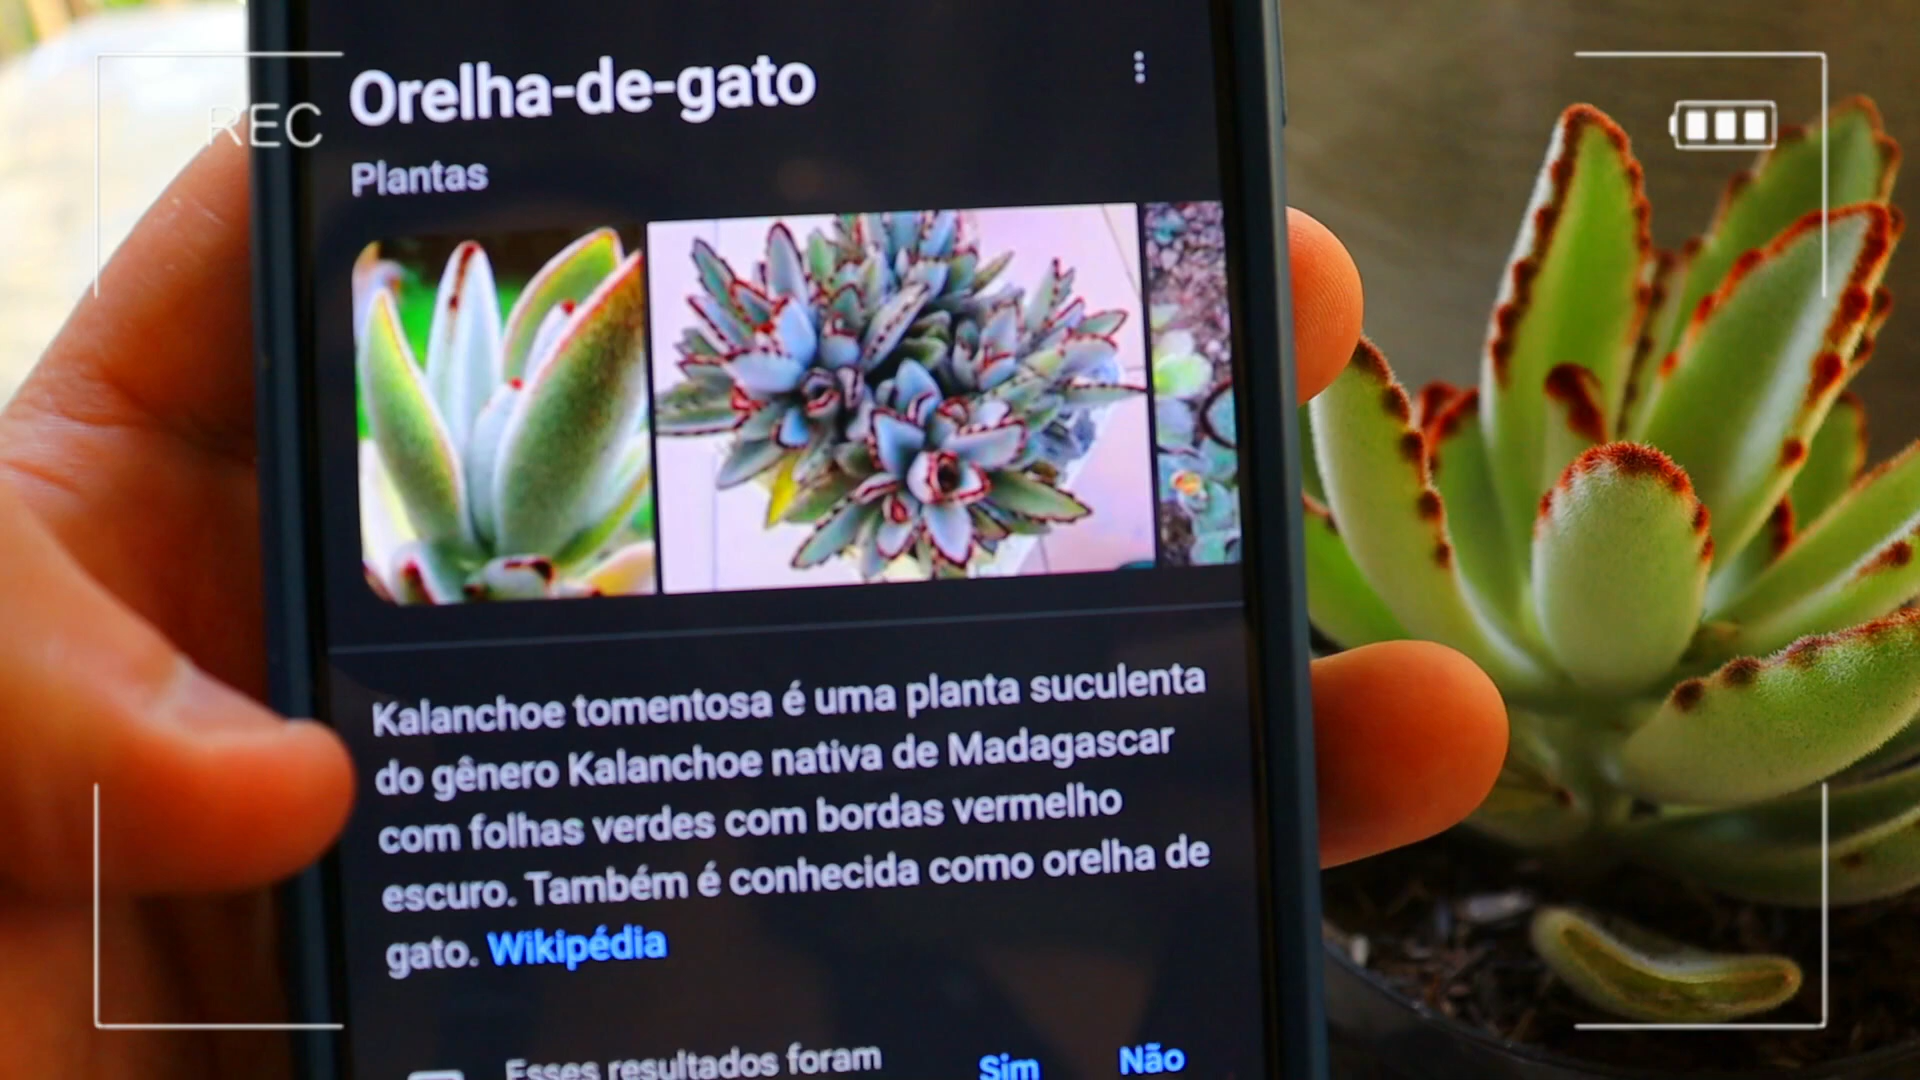 REC
Orelha-de-gato
Plantas
Kalanchoe tomentosa é uma planta suculenta
do gênero Kalanchoe nativa de Madagascar
com folhas verdes com bordas vermelho
escuro. Também é conhecida como orelha de
gato. Wikipédia
Esses resultados foram
Sim Não